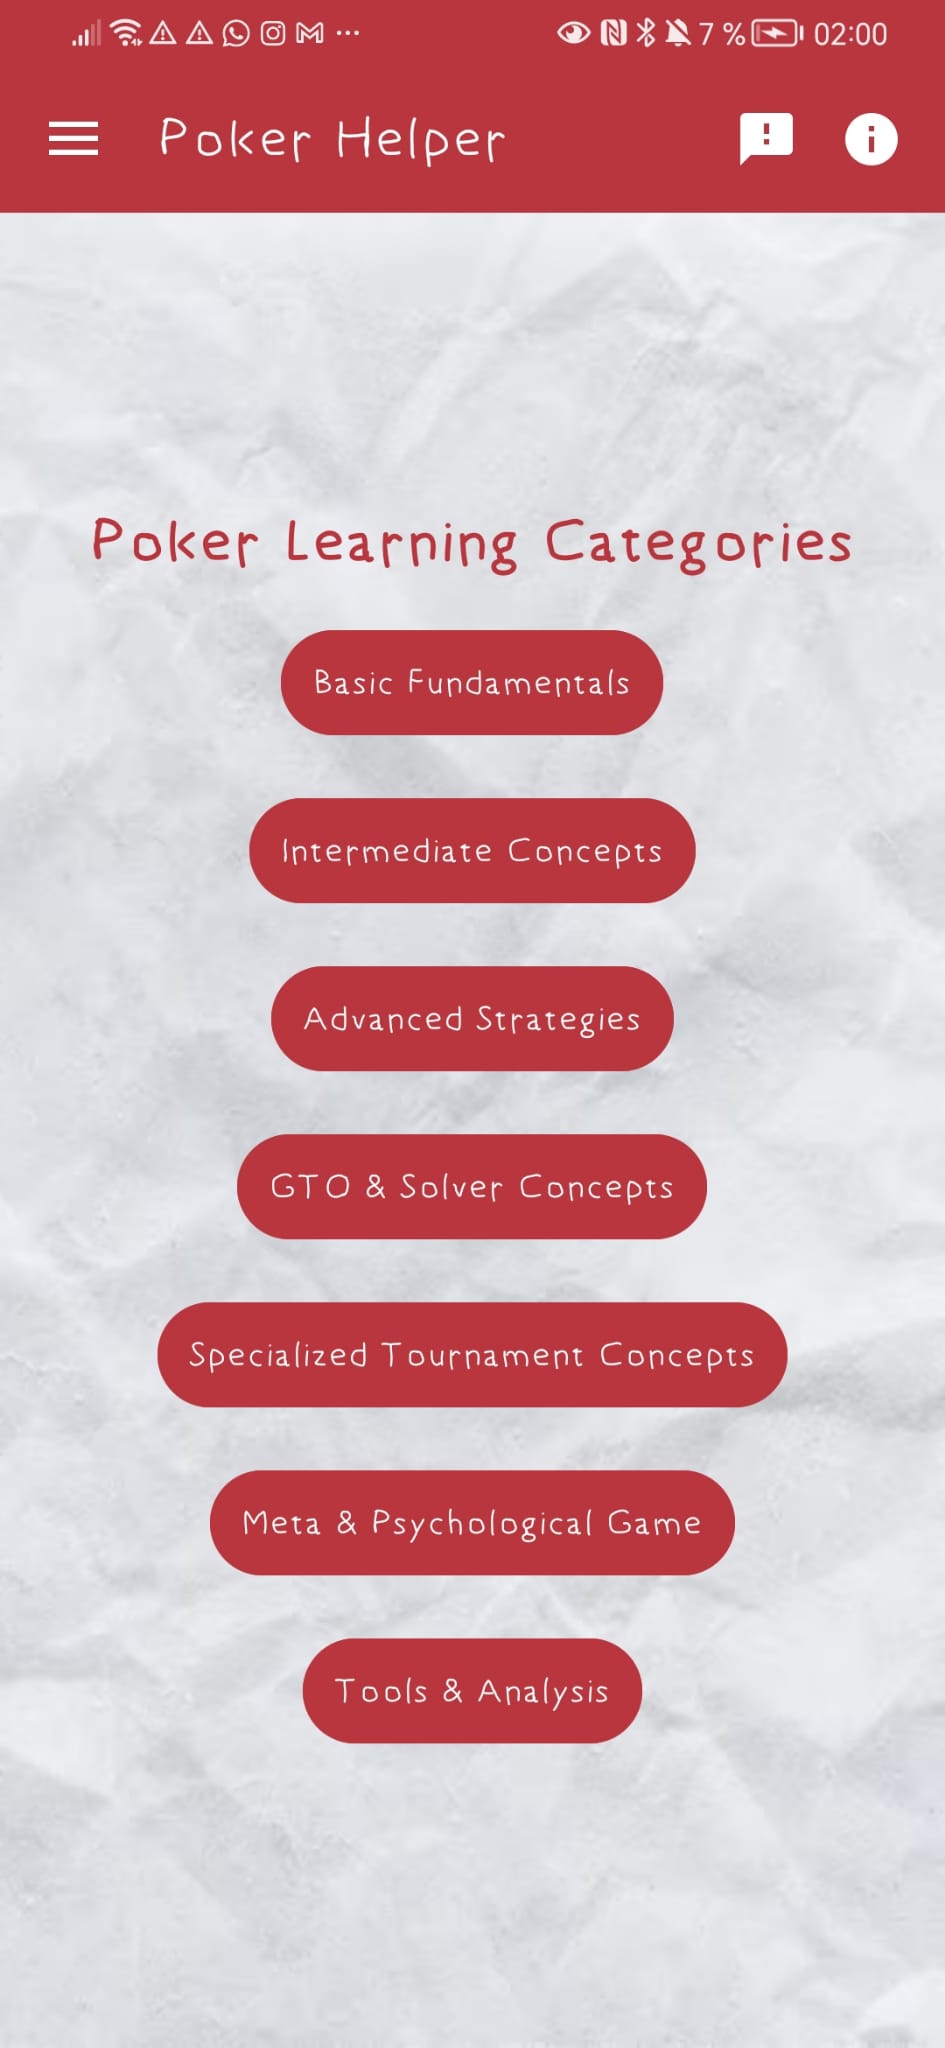 7 % 02:00
Poker Helper
Poker Learning Categories
Basic Fundamentals
Intermediate Concepts
Advanced Strategies
GTO & Solver Concepts
Specialized Tournament Concepts
Meta & Psychological Game
Tools & Analysis